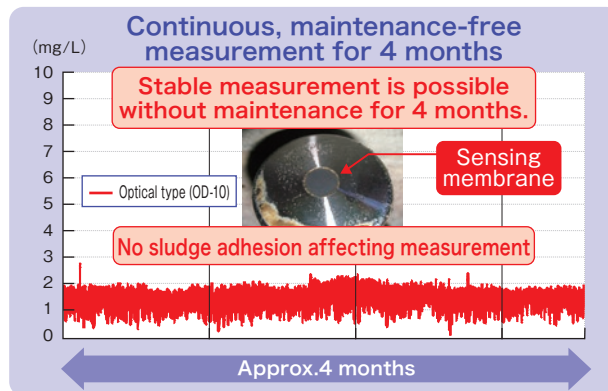 Continuous, maintenance-free
measurement for 4 months
(mg/L)
10
9
8
7
6
5
4
3
2
1
0
Stable measurement is possible
without maintenance for 4 months.
Sensing
membrane
Optical type (OD-10)
No sludge adhesion affecting measurement
Approx.4 months